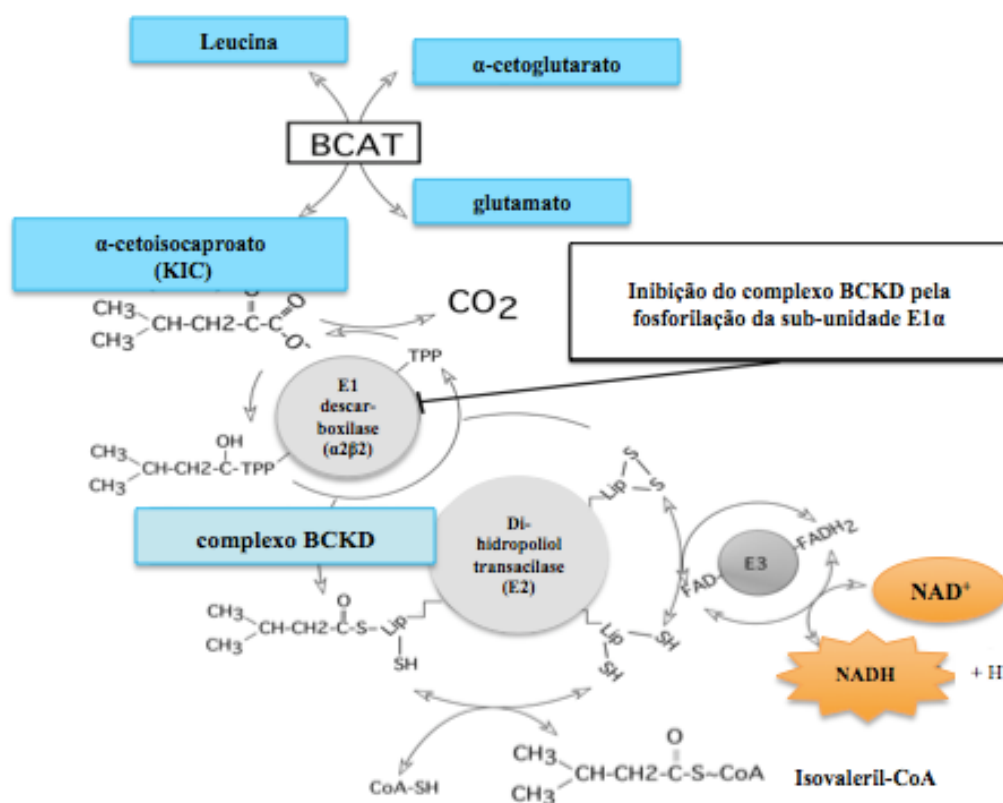 Leucina
α-cetoglutarato
BCAT
glutamato
α-cetoisocaproato
(KIC)
CH3
CH3
CH-CH2-C-C
O
O
CO2
Inibição do complexo BCKD pela
fosforilação da sub-unidade E1α
TPP
E1
descar-
boxilase
(α2β2)
OH
CH3
CH3
CH-CH2-C-TPP
S
S
Lip
complexo BCKD
Di-
hidropoliol
transacilase
(E2)
FADH2
E3
FAD
NAD+
O
CH3
CH3
CH-CH2-C-S-Lip
SH
Lip
SH
SH
NADH
+ H
O
CH3
CH3
CH-CH2-C-S~CoA
CoA-SH
Isovaleril-CoA